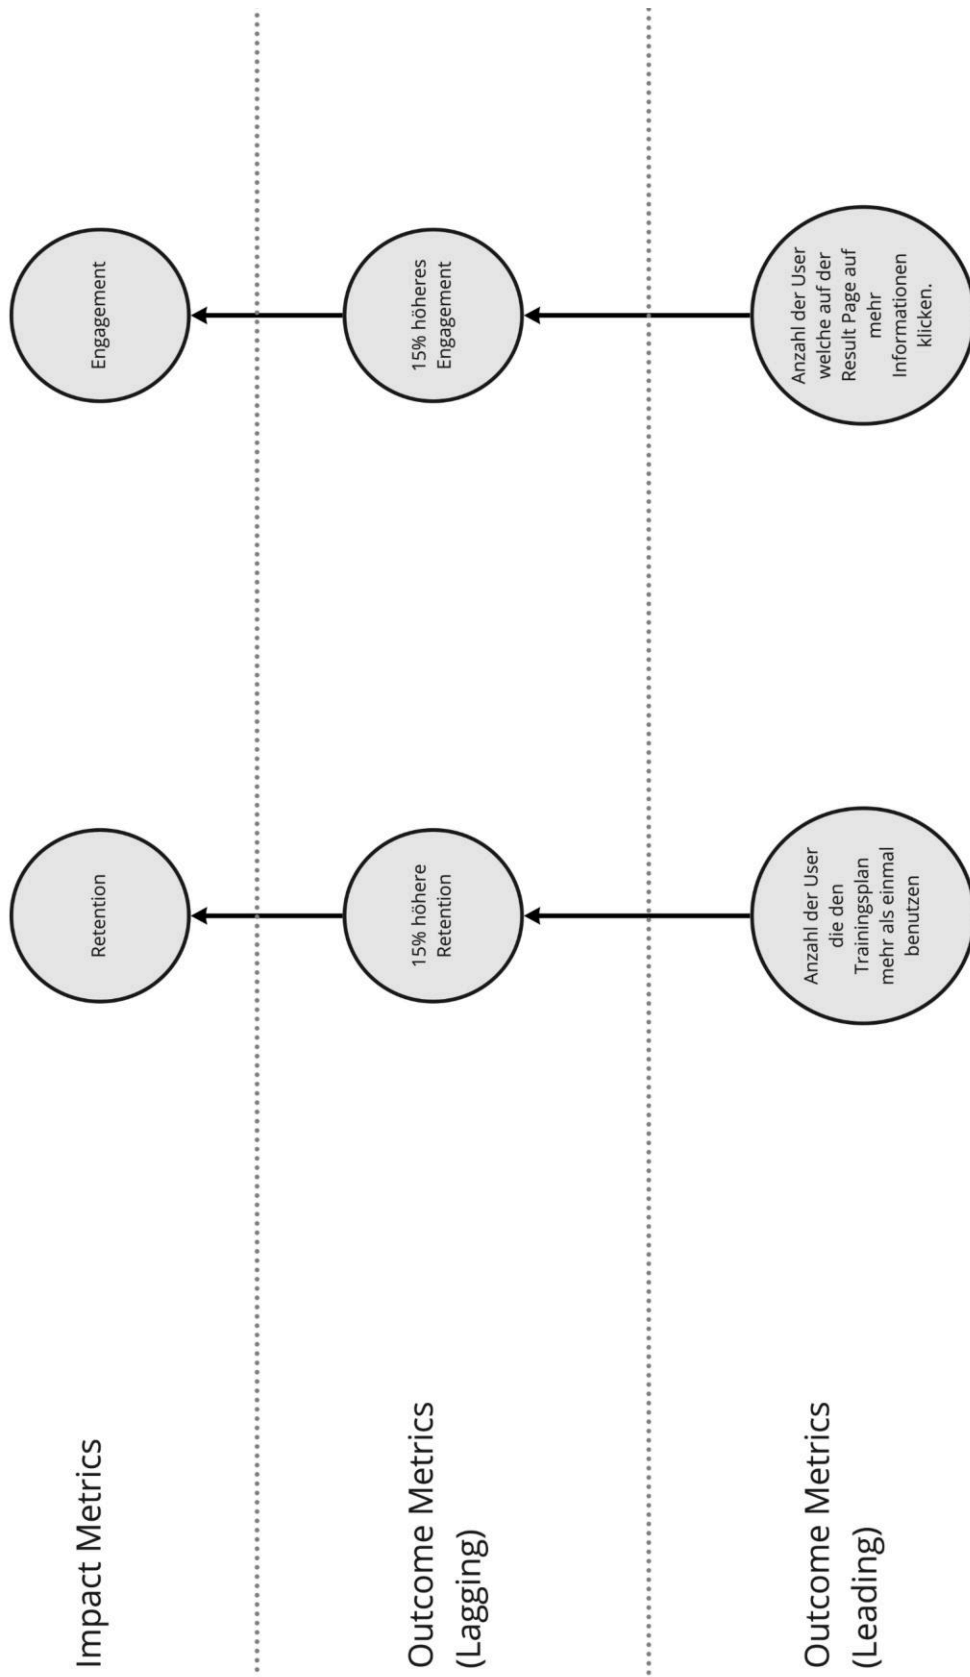 Impact Metrics
Retention
Engagement
Outcome Metrics
(Lagging)
15% höhere
Retention
15% höheres
Engagement
Outcome Metrics
(Leading)
Anzahl der User
die den
Trainingsplan
mehr als einmal
benutzen
Anzahl der User
welche auf der
Result Page auf
mehr
Informationen
klicken.